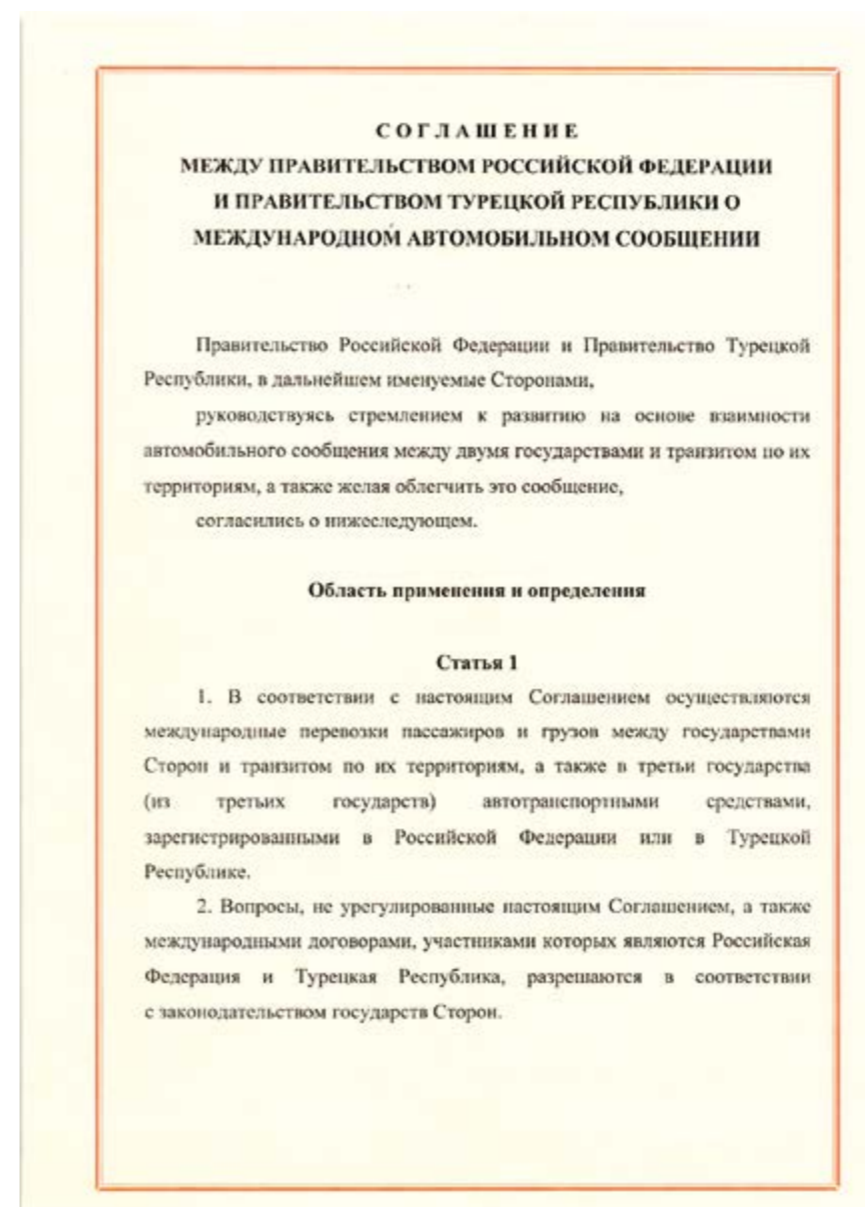 СОГЛАШЕНИЕ
МЕЖДУ ПРАВИТЕЛЬСТВОМ РОССИЙСКОЙ ФЕДЕРАЦИИ
И ПРАВИТЕЛЬСТВОМ ТУРЕЦКОЙ РЕСПУБЛИКИ О
МЕЖДУНАРОДНОМ АВТОМОБИЛЬНОМ СООБЩЕНИИ
Правительство Российской Федерации и Правительство Турецкой
Республики, в дальнейшем именуемые Сторонами,
руководствуясь стремлением к развитию на основе взаимности
автомобильного сообщения между двумя государствами и транзитом по их
территориям, а также желая облегчить это сообщение,
согласились о нижеследующем.
Область применения и определения
Статья 1
1. В соответствии с настоящим Соглашением осуществляются
международные перевозки пассажиров и грузов между государствами
Сторон и транзитом по их территориям, а также в третьи государства
(из третьих государств) автотранспортными средствами,
зарегистрированными в Российской Федерации или в Турецкой
Республике.
2. Вопросы, не урегулированные настоящим Соглашением, а также
международными договорами, участниками которых являются Российская
Федерация и Турецкая Республика, разрешаются в соответствии
с законодательством государств Сторон.